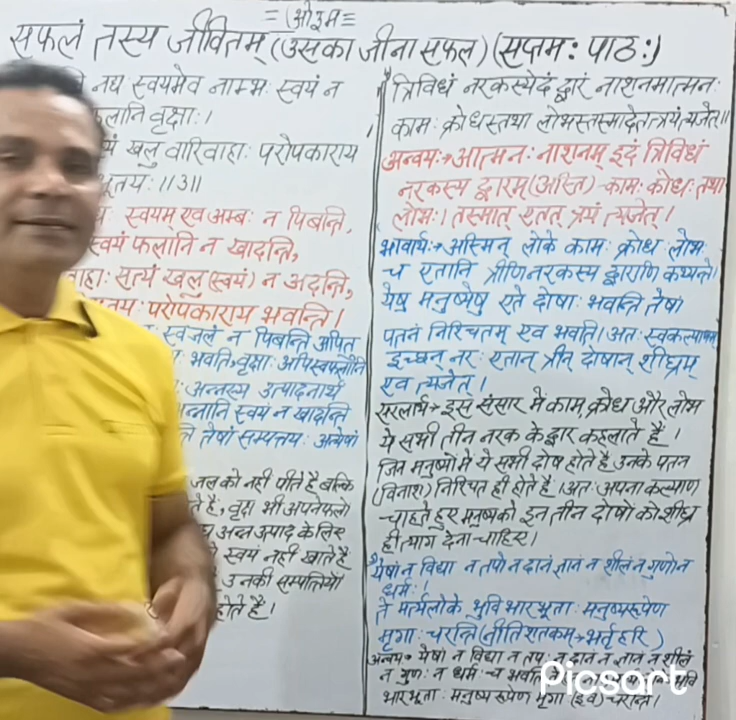 = ओ३म =
सफलं तस्य जीवितम् (उसका जीना सफल) (सप्तमः पाठः)
नद्यः स्वयमेव नाम्भः स्वयं न
वृक्षाः ।
खलु वारिवाहाः परोपकाराय
॥3॥
स्वयम् एव अम्बः न पिबन्ति,
स्वयं फलानि न खादन्ति,
सत्यं खलु (स्वयं) न अदन्ति,
परोपकाराय भवन्ति ।
स्वजलं न पिबन्ति अपितु
भवति, वृक्षाः अपि स्वफलानि
अन्नस्य उत्पादनार्थं
स्वयं न खादन्ति
तेषां सम्पत्तयः अन्येषां
जल को नही पीते है बल्कि
है, वृक्ष भी अपने फलो
अन्न उत्पाद के लिए
स्वयं नही खाते है
उनकी सम्पत्तियाँ
होते है ।
त्रिविधं नरकस्येदं द्वारं नाशनमात्मनः
कामः क्रोधस्तथा लोभस्तस्मादेतत्त्रयं त्यजेत् ॥
अन्वयः→ आत्मनः नाशनम् इदं त्रिविधं
नरकस्य द्वारम् (अस्ति) - कामः क्रोधः तथा
लोभः । तस्मात् एतत् त्रयं त्यजेत् ।
भावार्थः→ अस्मिन् लोके कामः क्रोधः लोभः
च एतानि त्रीणि नरकस्य द्वाराणि कथ्यन्ते ।
येषु मनुष्येषु एते दोषाः भवन्ति तेषां
पतनं निश्चितम् एव भवति । अतः स्वकल्याणम्
इच्छन् नरः एतान् त्रीन् दोषान् शीघ्रम्
एव त्यजेत् ।
सरलार्थ→ इस संसार मे काम, क्रोध और लोभ
ये सभी तीन नरक के द्वार कहलाते है ।
जिन मनुष्यो मे ये सभी दोष होते है उनके पतन
(विनाश) निश्चित ही होते है । अतः अपना कल्याण
चाहते हुए मनुष्य को इन तीन दोषो को शीघ्र
ही त्याग देना चाहिए ।
येषां न विद्या न तपो न दानं ज्ञानं न शीलं न गुणो न
धर्मः ।
ते मर्त्यलोके भुवि भारभूताः मनुष्यरूपेण
मृगाः चरन्ति (नीतिशतकम्→ भर्तृहरि)
अन्वय→ येषां न विद्या न तपः न दानं न ज्ञानं न शीलं
न गुणः न धर्मः च भवति
भारभूताः मनुष्यरूपेण मृगाः (इव) चरन्ति ।
Picsart